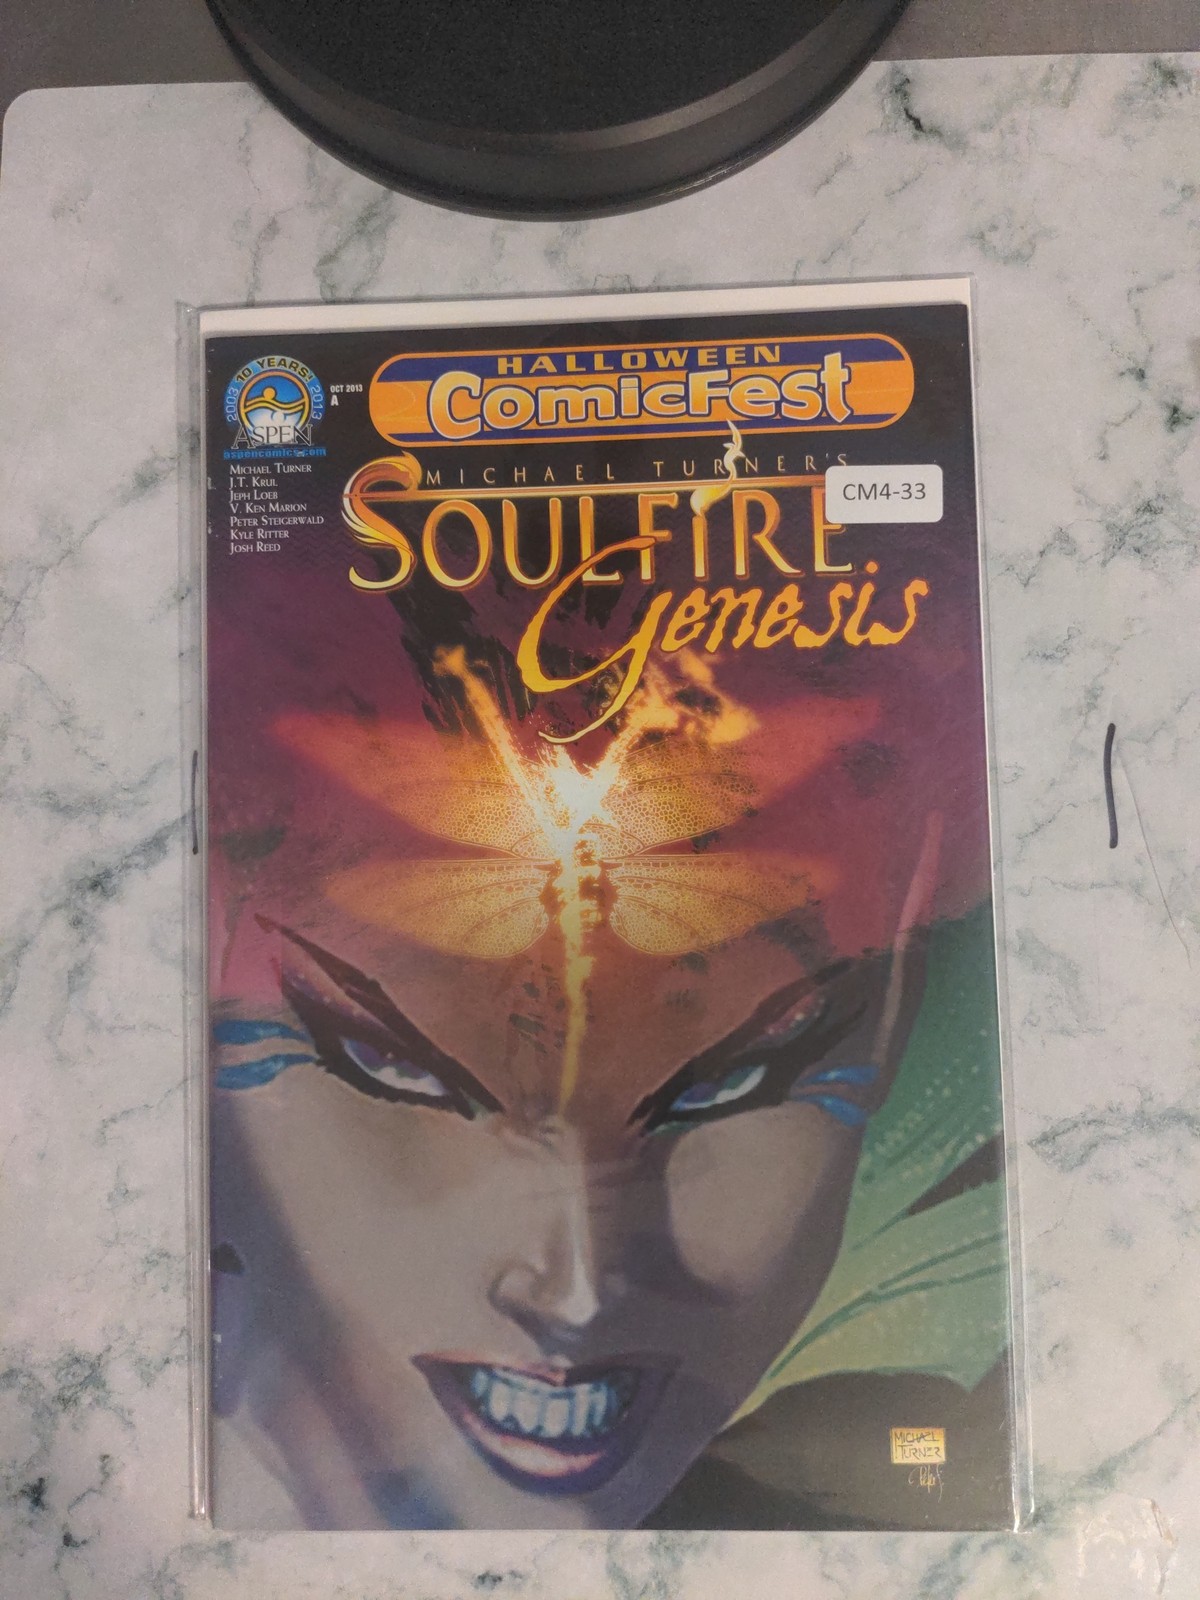 HALLOWEEN
ComicFest
10 YEARS!
2003 2013
ASPEN
aspencomics.com
OCT 2013
A
MICHAEL TURNER
J.T. KRUL
JEPH LOEB
V. KEN MARION
PETER STEIGERWALD
KYLE RITTER
JOSH REED
MICHAEL TURNER'S
SOULFIRE
Genesis
CM4-33
MICHAEL
TURNER